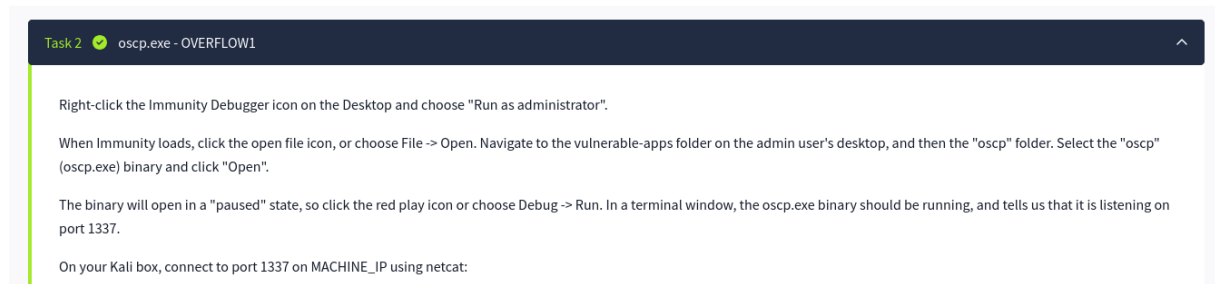 Task 2 oscp.exe - OVERFLOW1
Right-click the Immunity Debugger icon on the Desktop and choose "Run as administrator".
When Immunity loads, click the open file icon, or choose File -> Open. Navigate to the vulnerable-apps folder on the admin user's desktop, and then the "oscp" folder. Select the "oscp"
(oscp.exe) binary and click "Open".
The binary will open in a "paused" state, so click the red play icon or choose Debug -> Run. In a terminal window, the oscp.exe binary should be running, and tells us that it is listening on
port 1337.
On your Kali box, connect to port 1337 on MACHINE_IP using netcat: